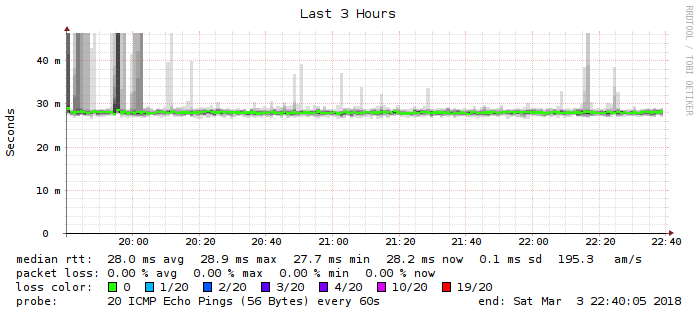 Last 3 Hours
RRDTOOL / TOBI OETIKER
Seconds
40 m
30 m
20 m
10 m
0
20:00 20:20 20:40 21:00 21:20 21:40 22:00 22:20 22:40
median rtt: 28.0 ms avg 28.9 ms max 27.7 ms min 28.2 ms now 0.1 ms sd 195.3 am/s
packet loss: 0.00 % avg 0.00 % max 0.00 % min 0.00 % now
loss color: 0 1/20 2/20 3/20 4/20 10/20 19/20
probe: 20 ICMP Echo Pings (56 Bytes) every 60s end: Sat Mar 3 22:40:05 2018